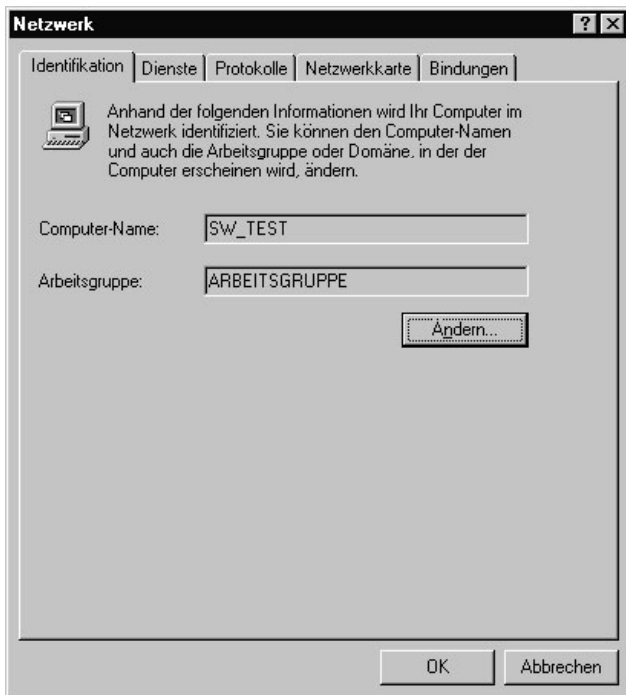 Netzwerk
Identifikation Dienste Protokolle Netzwerkkarte Bindungen
Anhand der folgenden Informationen wird Ihr Computer im
Netzwerk identifiziert. Sie können den Computer-Namen
und auch die Arbeitsgruppe oder Domäne, in der der
Computer erscheinen wird, ändern.
Computer-Name: SW_TEST
Arbeitsgruppe: ARBEITSGRUPPE
Ändern...
OK Abbrechen